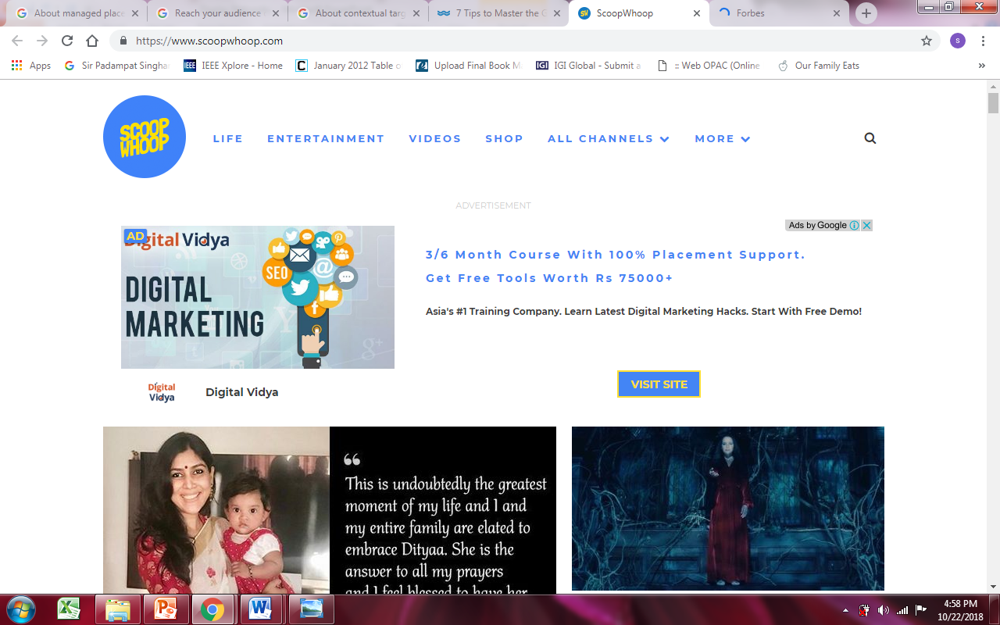 About managed place
Reach your audience
About contextual targ
7 Tips to Master the G
ScoopWhoop
Forbes
https://www.scoopwhoop.com
s
Apps
Sir Padampat Singha
IEEE
IEEE Xplore - Home
C
January 2012 Table o
Upload Final Book M
IGI
IGI Global - Submit a
:: Web OPAC (Online
Our Family Eats
»
SCOOP
WHOOP
LIFE
ENTERTAINMENT
VIDEOS
SHOP
ALL CHANNELS
MORE
ADVERTISEMENT
Ads by Google
AD
Digital Vidya
DIGITAL
MARKETING
SEO
3/6 Month Course With 100% Placement Support.
Get Free Tools Worth Rs 75000+
Asia's #1 Training Company. Learn Latest Digital Marketing Hacks. Start With Free Demo!
Digital
Vidya
Digital Vidya
VISIT SITE
This is undoubtedly the greatest
moment of my life and I and
my entire family are elated to
embrace Dityaa. She is the
answer to all my prayers
and I feel blessed to have her
4:58 PM
10/22/2018